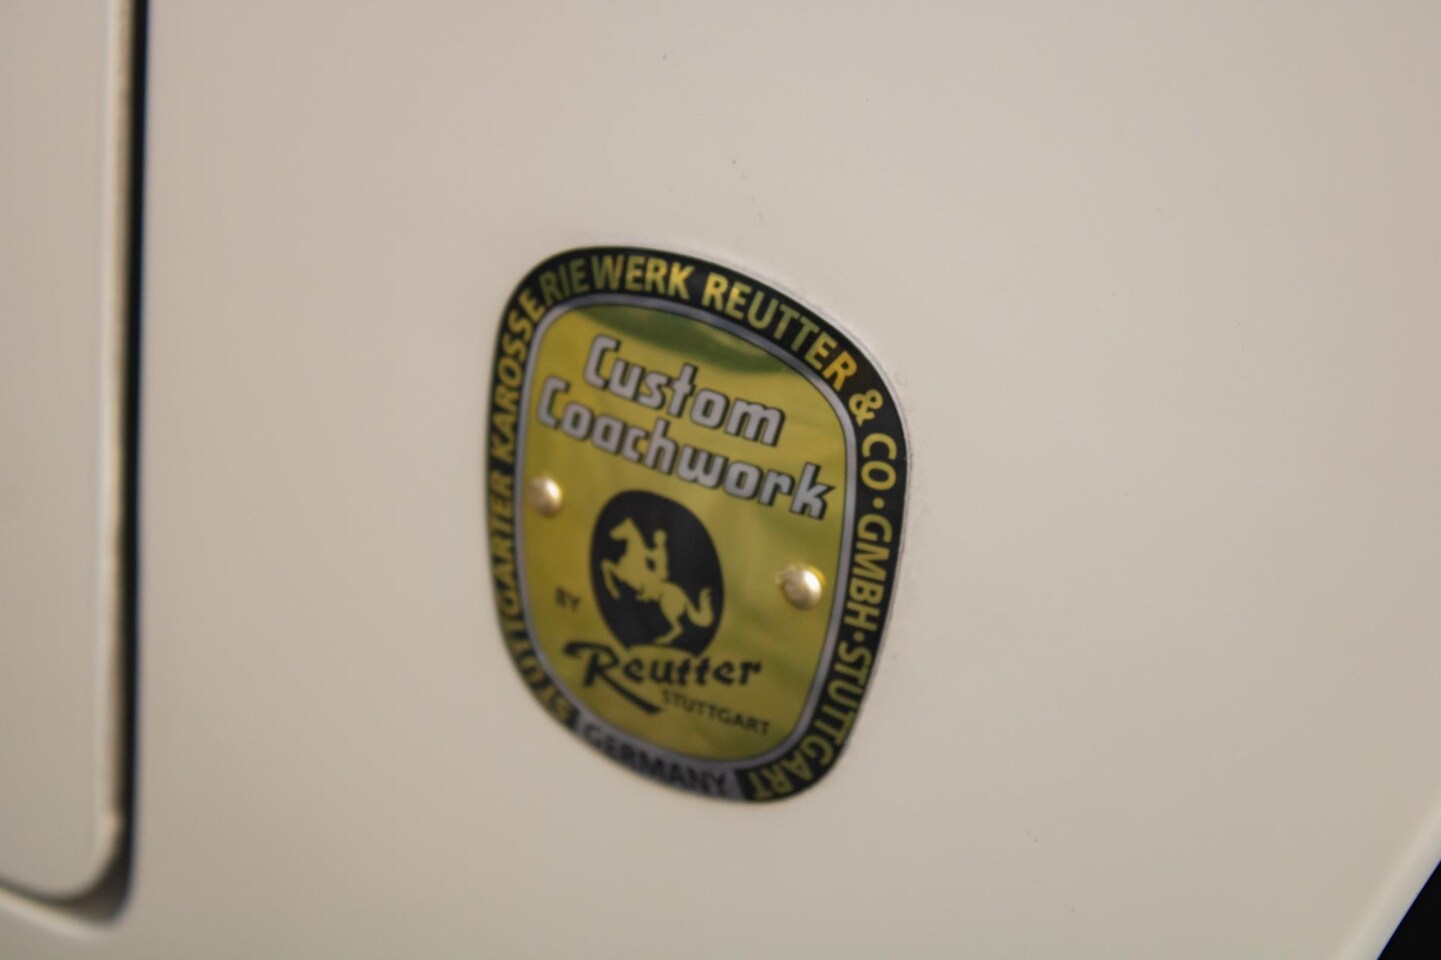 STUTTGARTER KAROSSERIEWERK REUTTER & CO · GMBH · STUTTGART
Custom
Coachwork
BY
Reutter
STUTTGART
GERMANY